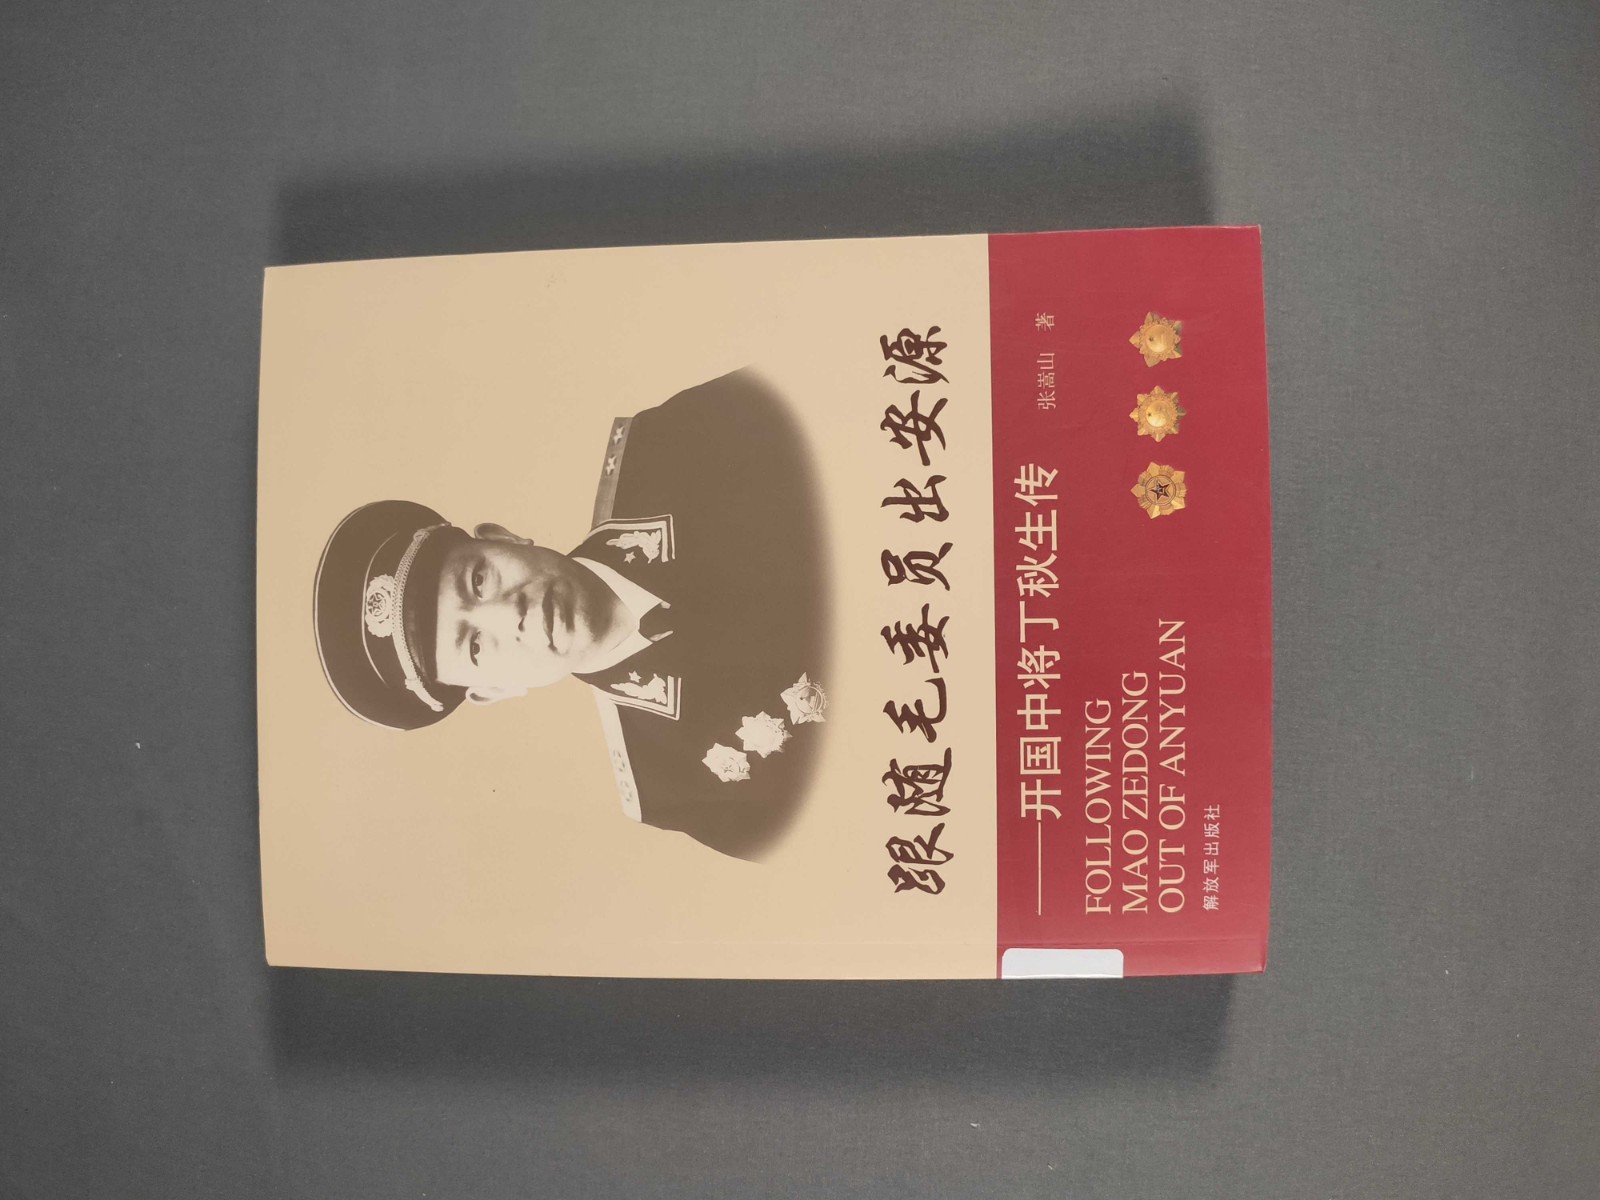 跟随毛委员出安源
——开国中将丁秋生传
张嵩山 著
FOLLOWING
MAO ZEDONG
OUT OF ANYUAN
解放军出版社